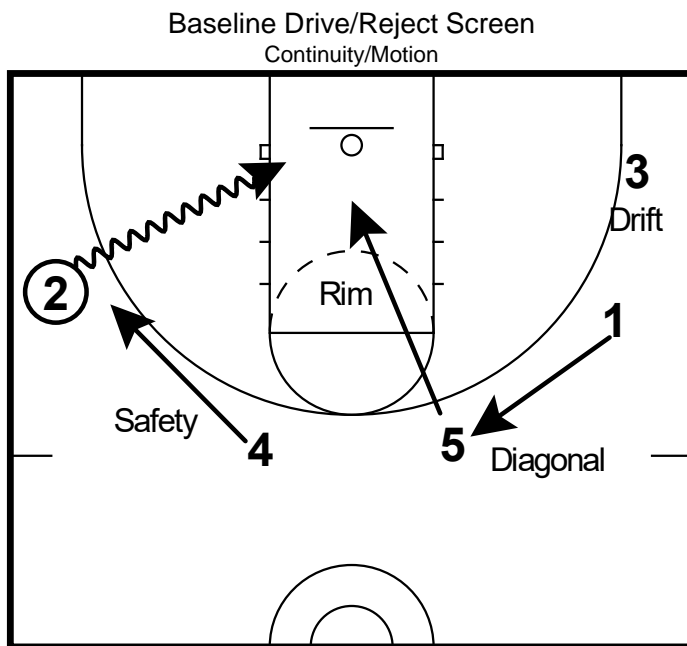 Baseline Drive/Reject Screen
Continuity/Motion
3
Drift
2
Rim
1
Safety
4
5
Diagonal